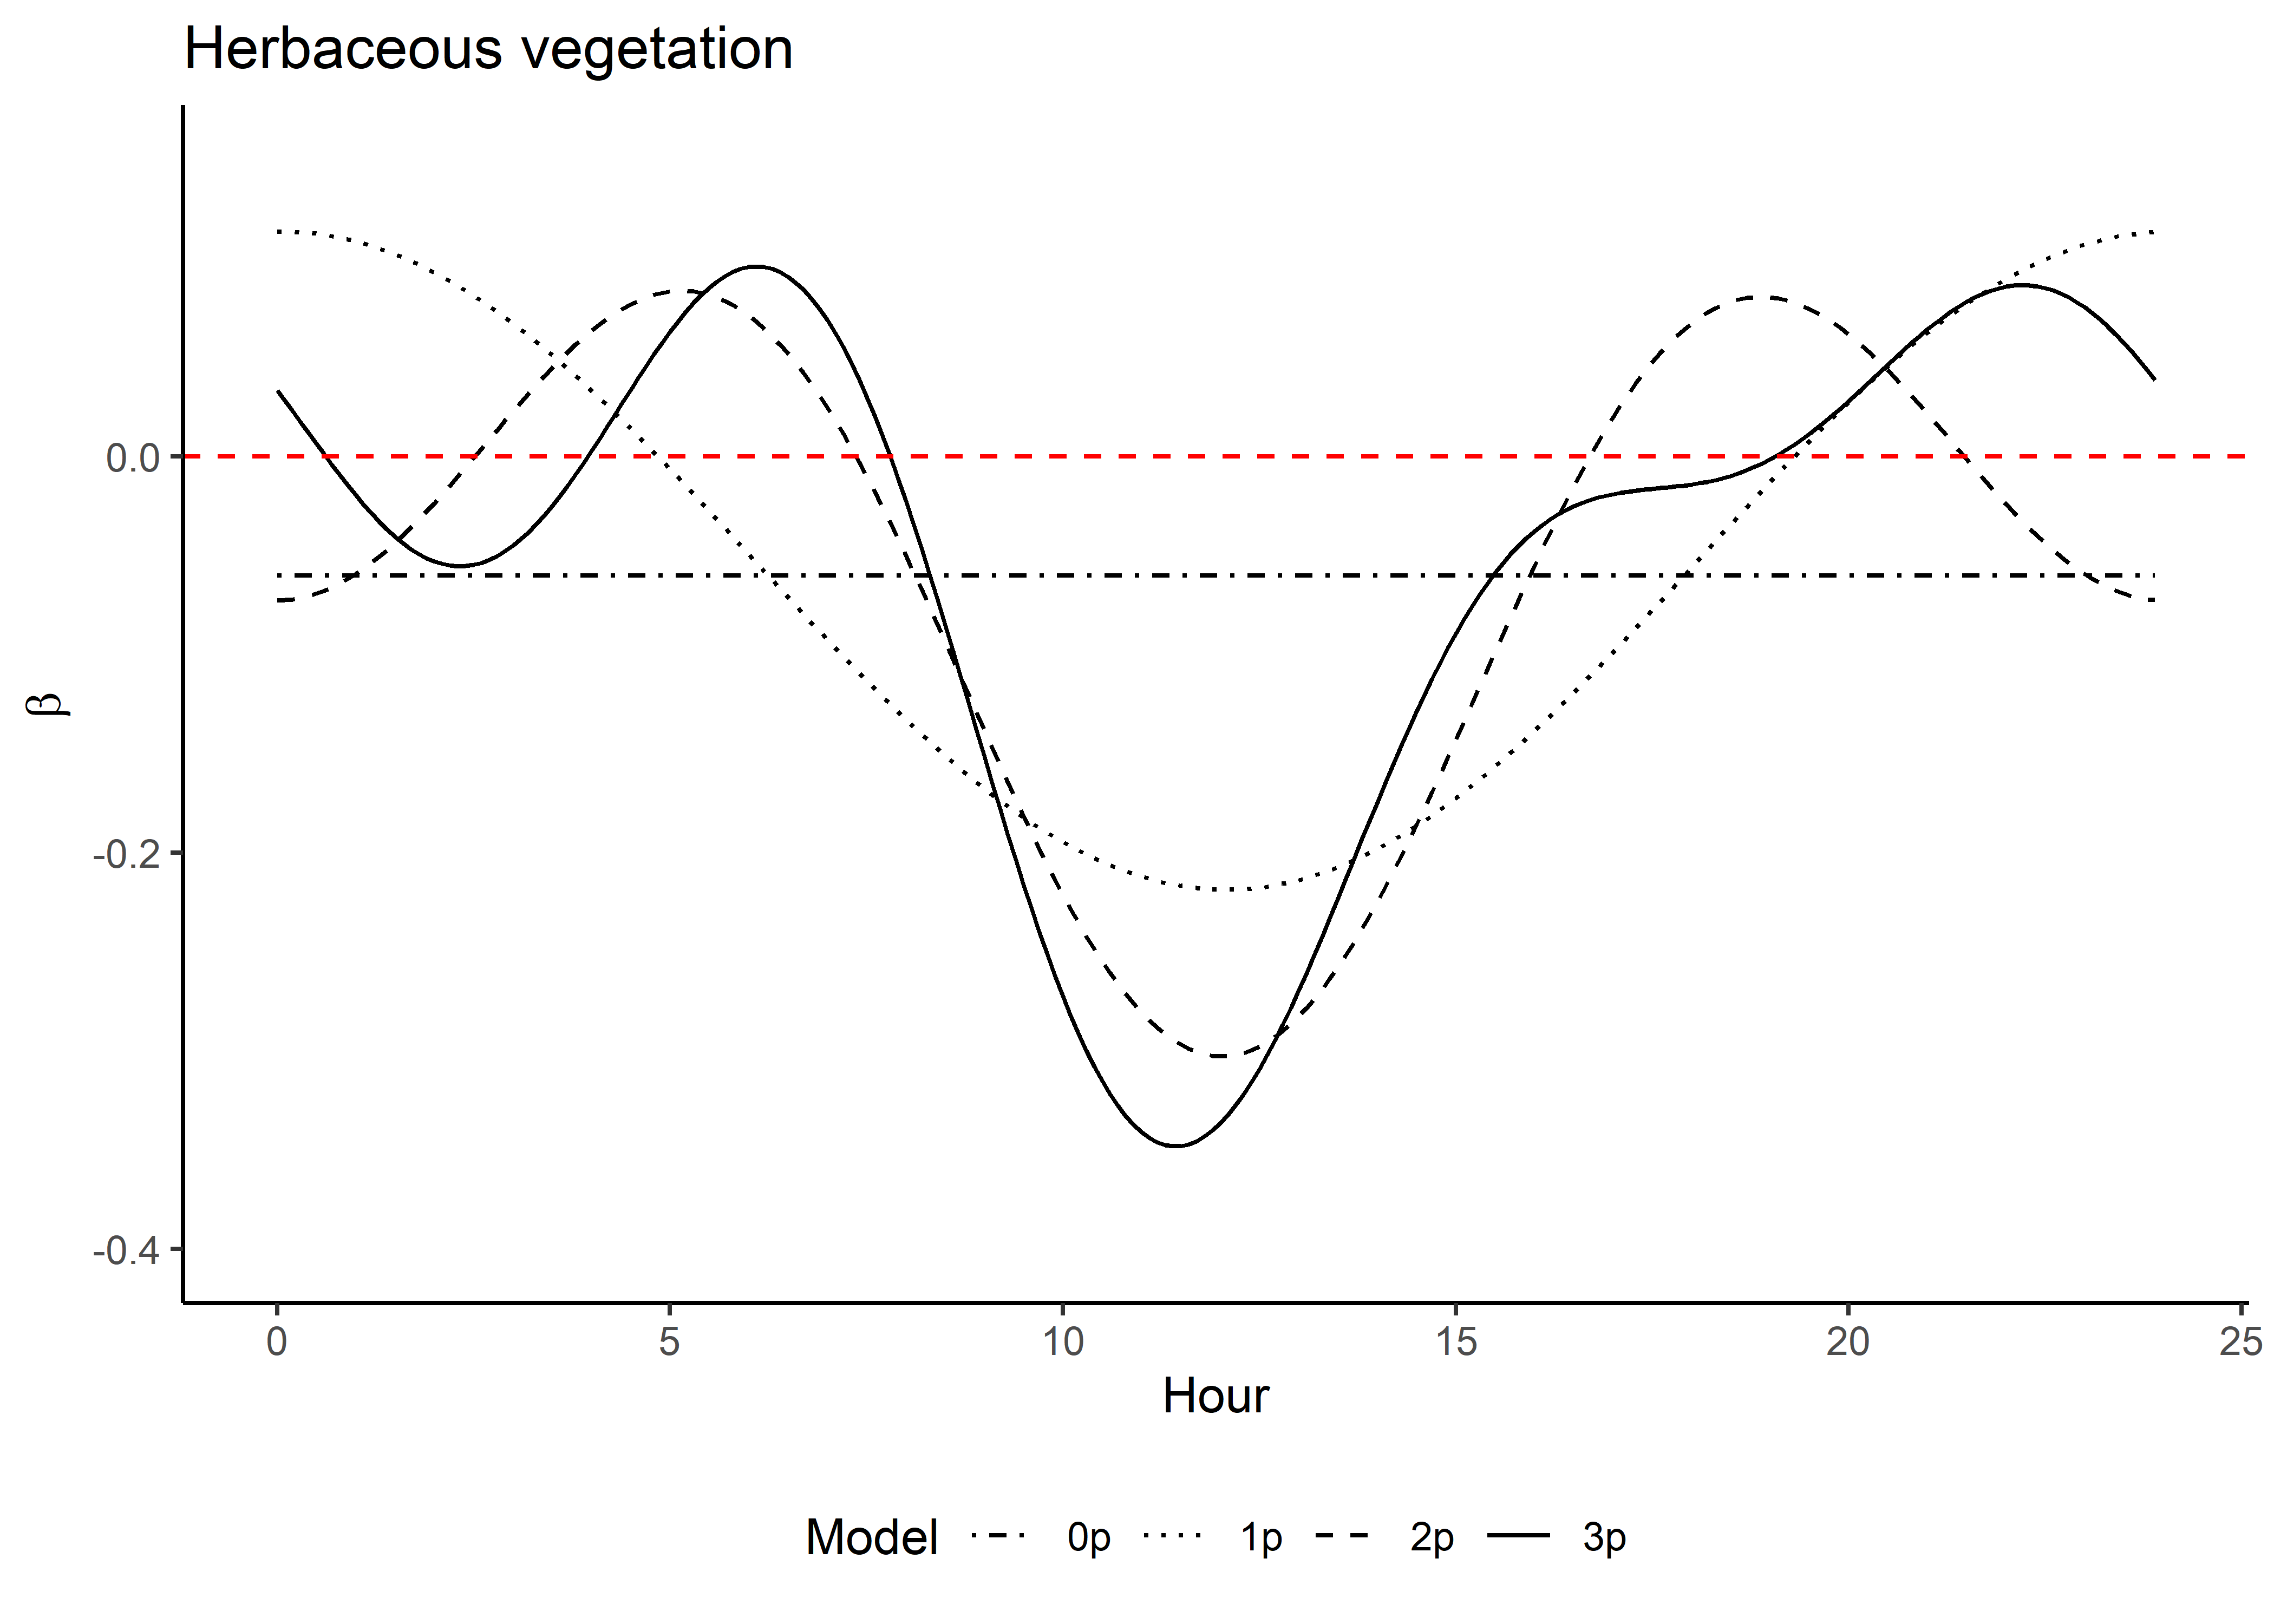 Herbaceous vegetation
β
0.0
-0.2
-0.4
0 5 10 15 20 25
Hour
Model 0p 1p 2p 3p